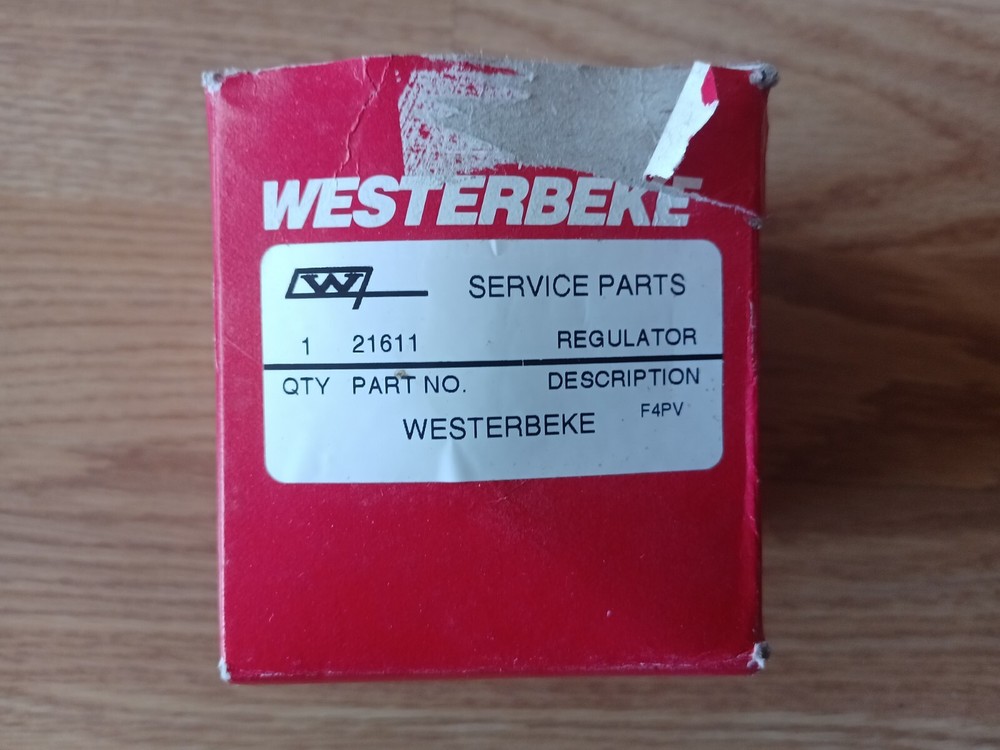 WESTERBEKE
W SERVICE PARTS
1 21611 REGULATOR
QTY PART NO. DESCRIPTION
WESTERBEKE F4PV